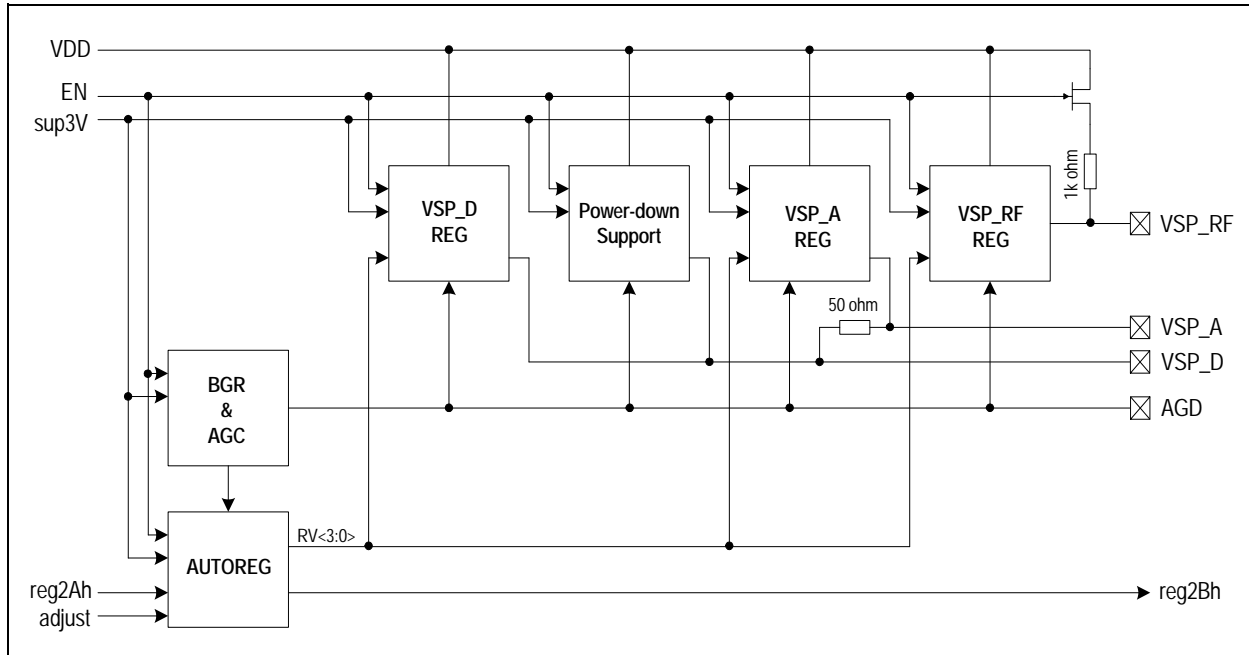 VDD
EN
sup3V
VSP_D
REG
Power-down
Support
VSP_A
REG
VSP_RF
REG
1k ohm
VSP_RF
50 ohm
VSP_A
VSP_D
BGR
&
AGC
AGD
AUTOREG
RV<3:0>
reg2Ah
adjust
reg2Bh